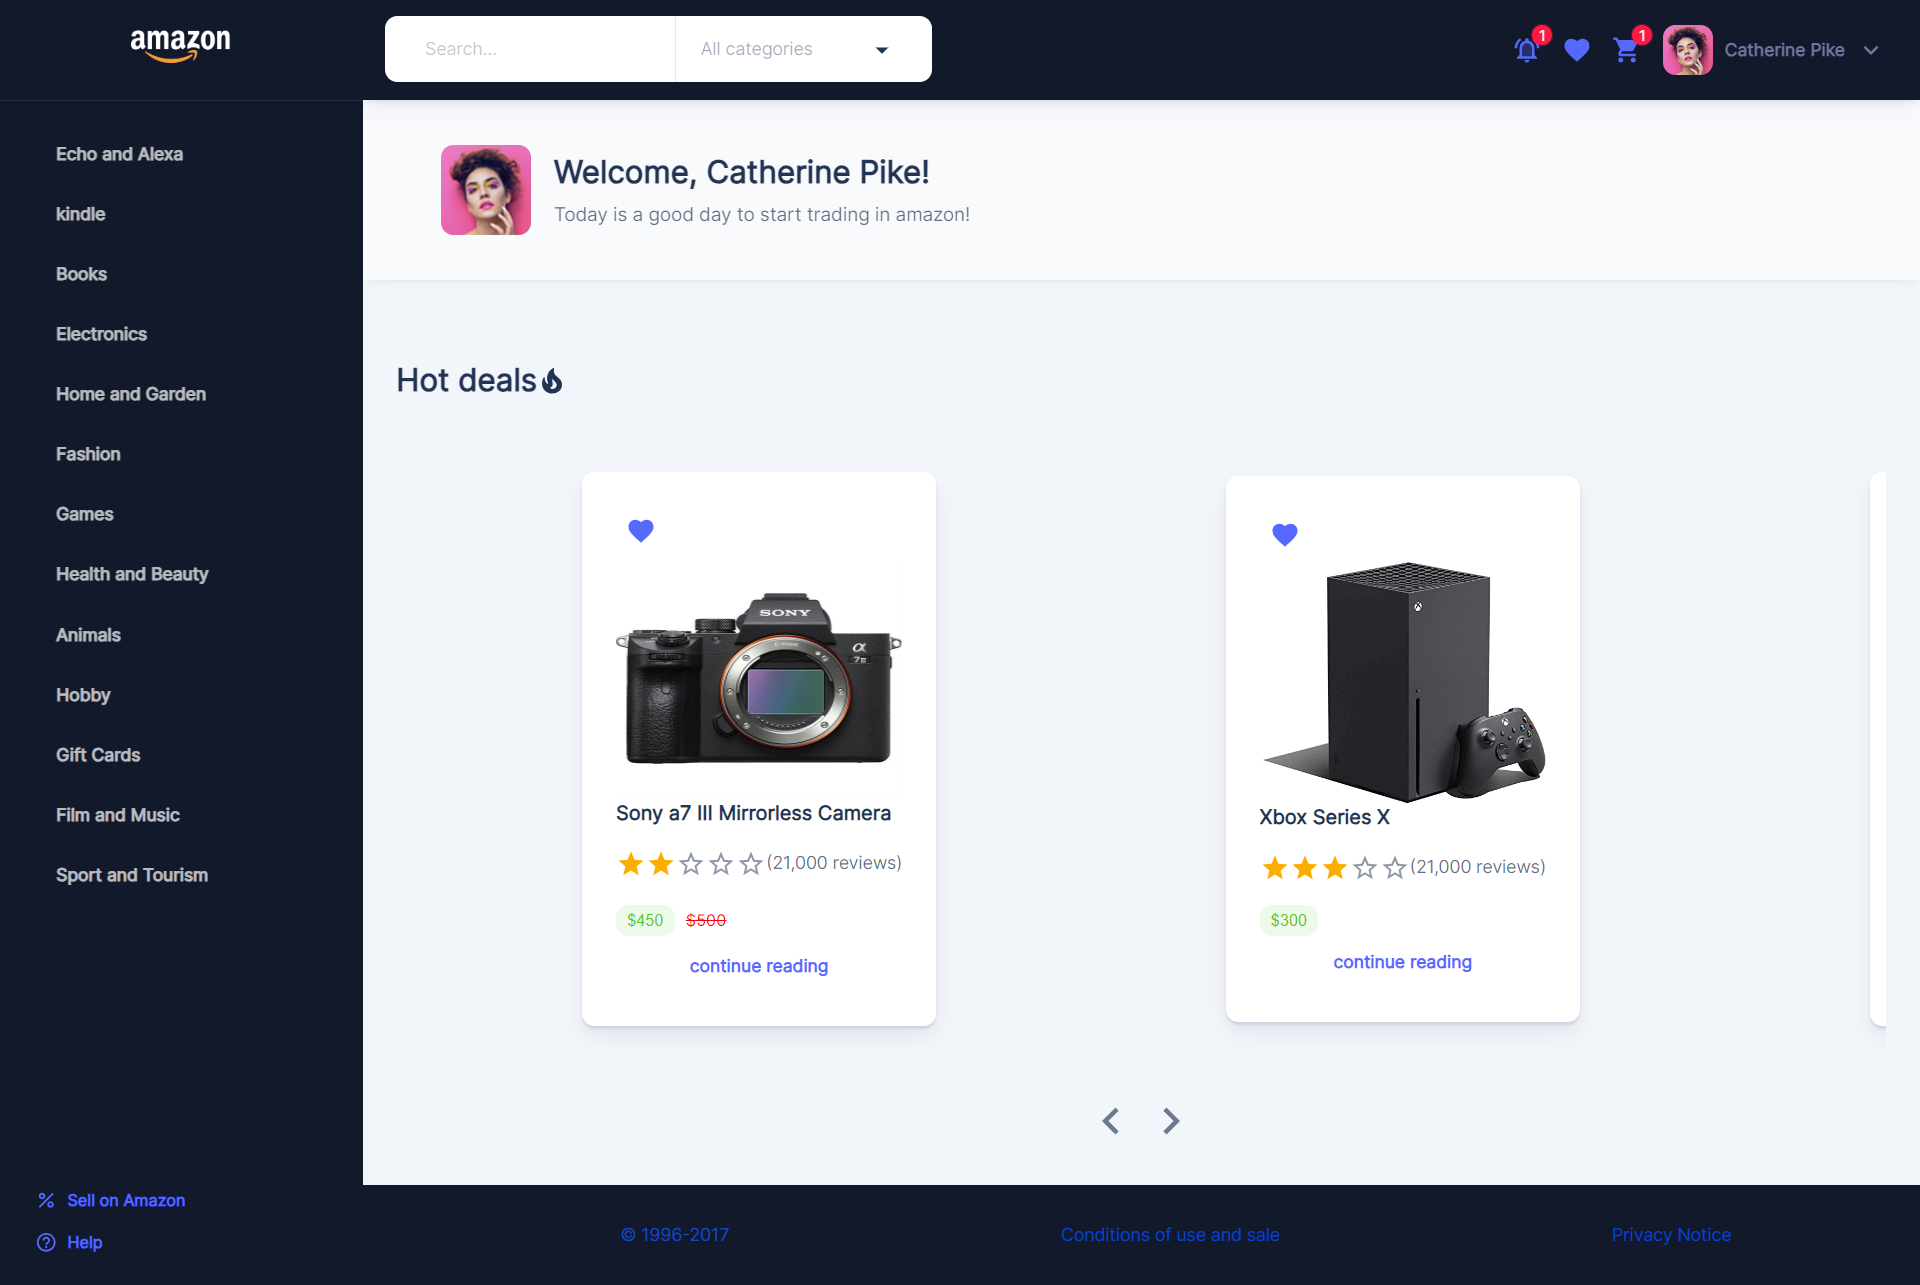 amazon
Search...
All categories
1
1
Catherine Pike
Echo and Alexa
kindle
Books
Electronics
Home and Garden
Fashion
Games
Health and Beauty
Animals
Hobby
Gift Cards
Film and Music
Sport and Tourism
Sell on Amazon
Help
Welcome, Catherine Pike!
Today is a good day to start trading in amazon!
Hot deals
SONY
α
7III
Sony a7 III Mirrorless Camera
(21,000 reviews)
$450 $500
continue reading
Xbox Series X
(21,000 reviews)
$300
continue reading
© 1996-2017
Conditions of use and sale
Privacy Notice